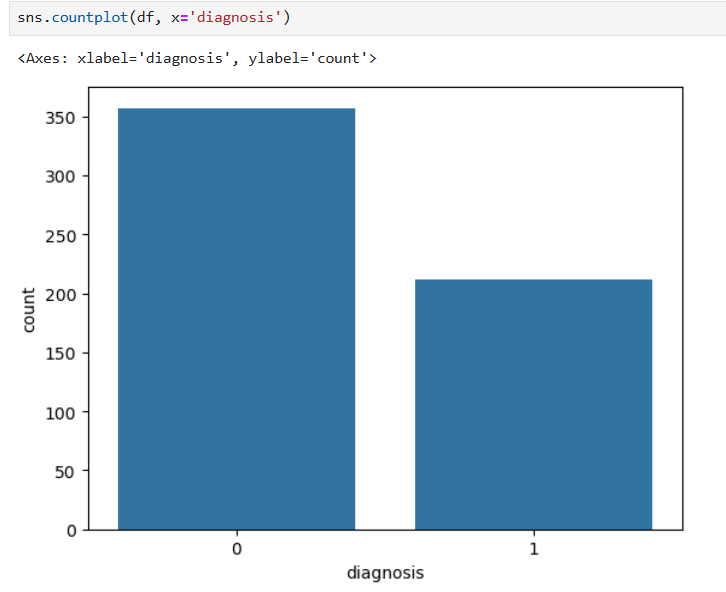 sns.countplot(df, x='diagnosis')
<Axes: xlabel='diagnosis', ylabel='count'>
350
300
250
200
150
100
50
0
count
0 1
diagnosis